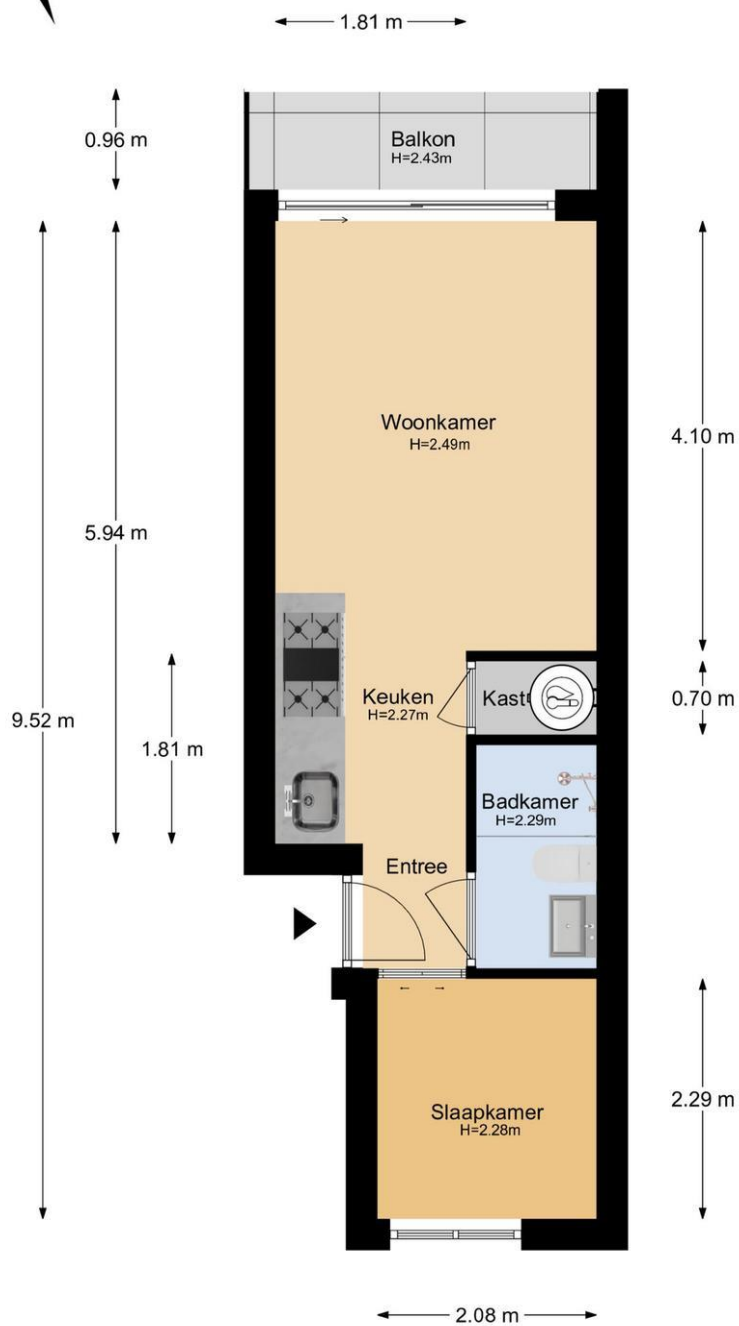 1.81 m
0.96 m
Balkon
H=2.43m
Woonkamer
H=2.49m
4.10 m
5.94 m
Keuken
H=2.27m
Kast
0.70 m
9.52 m
1.81 m
Badkamer
H=2.29m
Entree
Slaapkamer
H=2.28m
2.29 m
2.08 m